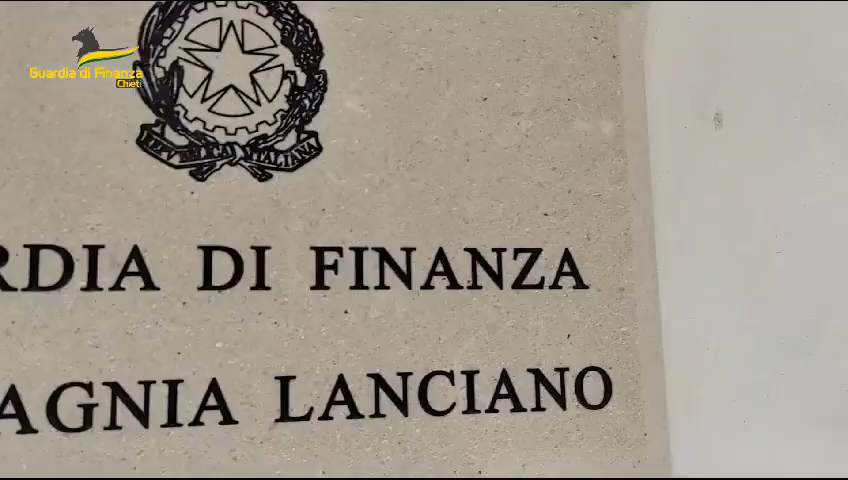 Guardia di Finanza
Chieti
REPVBBLICA ITALIANA
RDIA DI FINANZA
AGNIA LANCIANO